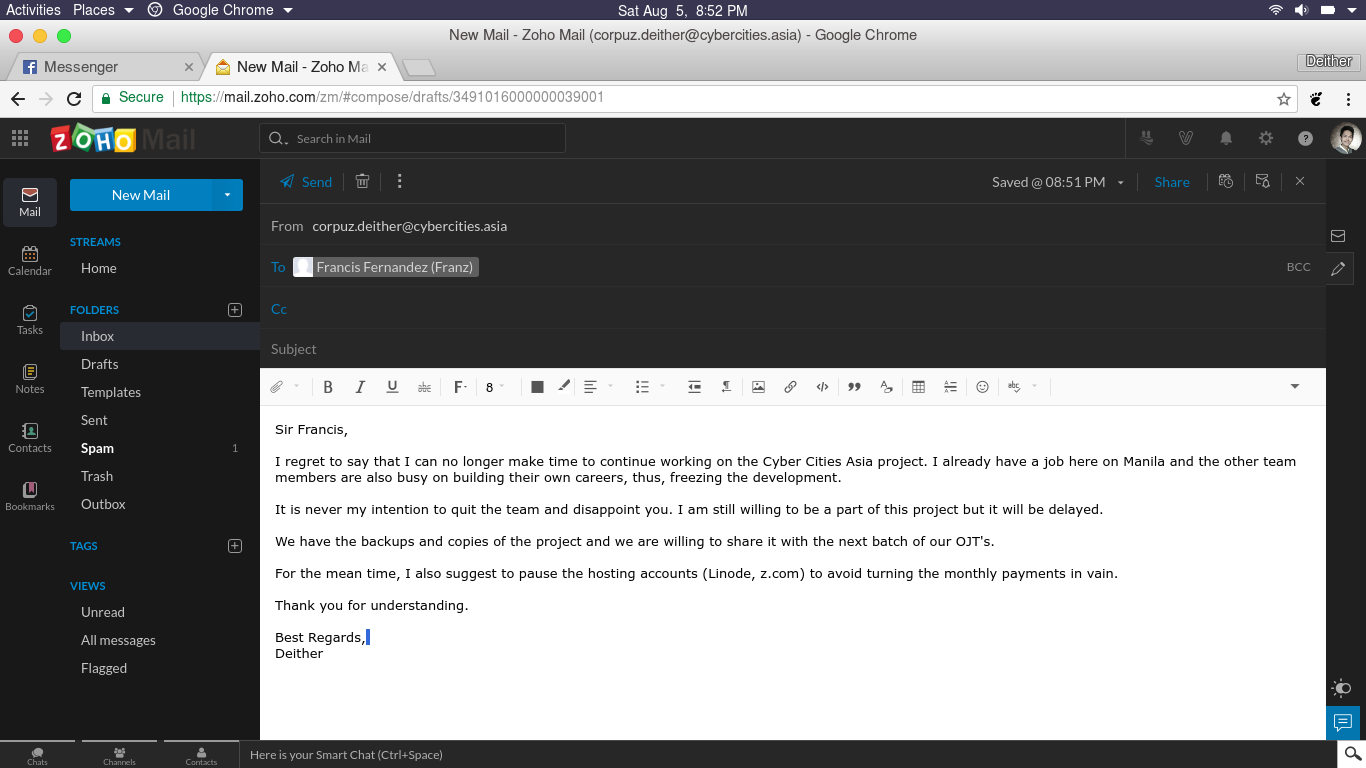 Activities Places Google Chrome Sat Aug 5, 8:52 PM
New Mail - Zoho Mail (corpuz.deither@cybercities.asia) - Google Chrome
Messenger New Mail - Zoho Ma Deither
Secure https://mail.zoho.com/zm/#compose/drafts/3491016000000039001
ZOHO Mail Search in Mail
Mail
Calendar
Tasks
Notes
Contacts
Bookmarks
New Mail
STREAMS
Home
FOLDERS
Inbox
Drafts
Templates
Sent
Spam 1
Trash
Outbox
TAGS
VIEWS
Unread
All messages
Flagged
Send Saved @ 08:51 PM Share
From corpuz.deither@cybercities.asia
To Francis Fernandez (Franz) BCC
Cc
Subject
B I U abc F 8 abc
Sir Francis,
I regret to say that I can no longer make time to continue working on the Cyber Cities Asia project. I already have a job here on Manila and the other team
members are also busy on building their own careers, thus, freezing the development.
It is never my intention to quit the team and disappoint you. I am still willing to be a part of this project but it will be delayed.
We have the backups and copies of the project and we are willing to share it with the next batch of our OJT's.
For the mean time, I also suggest to pause the hosting accounts (Linode, z.com) to avoid turning the monthly payments in vain.
Thank you for understanding.
Best Regards,
Deither
Chats Channels Contacts Here is your Smart Chat (Ctrl+Space)